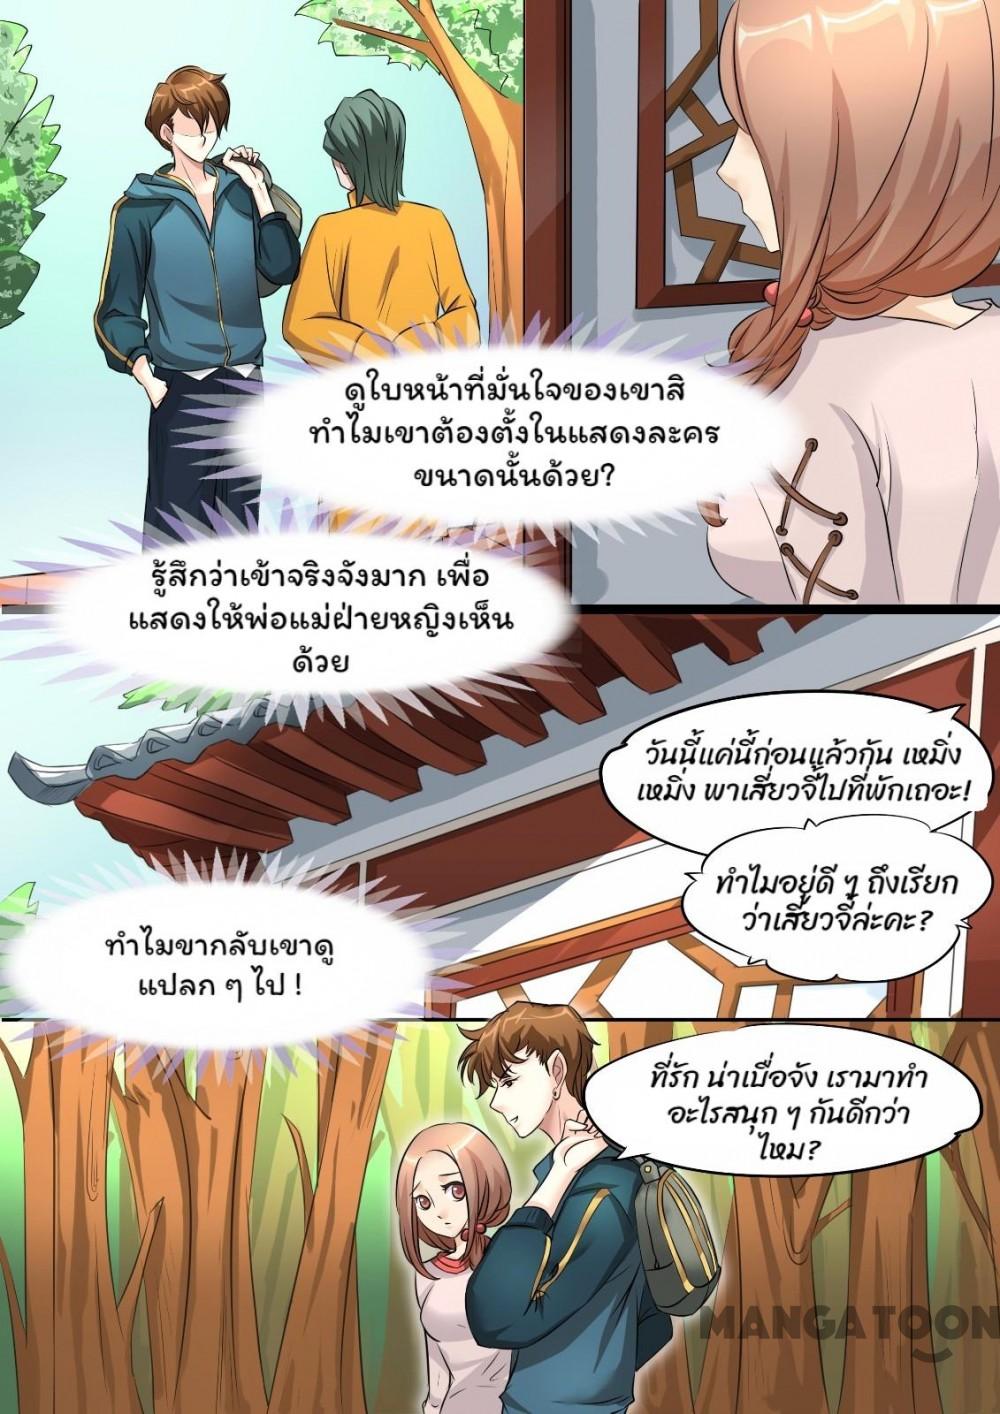 ดูใบหน้าที่มั่นใจของเขาสิ
ทำไมเขาต้องตั้งในแสดงละคร
ขนาดนั้นด้วย?
รู้สึกว่าเข้าจริงจังมาก เพื่อ
แสดงให้พ่อแม่ฝ่ายหญิงเห็น
ด้วย
วันนี้แค่นี้ก่อนแล้วกัน เหมิ่ง
เหมิ่ง พาเสี่ยวจี้ไปที่พักเถอะ!
ทำไมอยู่ดี ๆ ถึงเรียก
ว่าเสี่ยวจี้ล่ะคะ?
ทำไมขากลับเขาดู
แปลก ๆ ไป !
ที่รัก น่าเบื่อจัง เรามาทำ
อะไรสนุก ๆ กันดีกว่า
ไหม?
MANGATOON